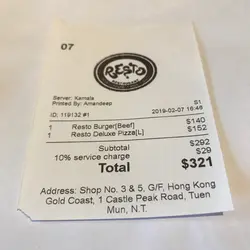 07
RESTO
Server: Kamala
Printed By: Amandeep
S1
ID: 119132 #1 2019-02-07 16:46
1 Resto Burger[Beef] $140
1 Resto Deluxe Pizza[L] $152
Subtotal $292
10% service charge $29
Total $321
Address: Shop No. 3 & 5, G/F, Hong Kong
Gold Coast, 1 Castle Peak Road, Tuen
Mun, N.T.